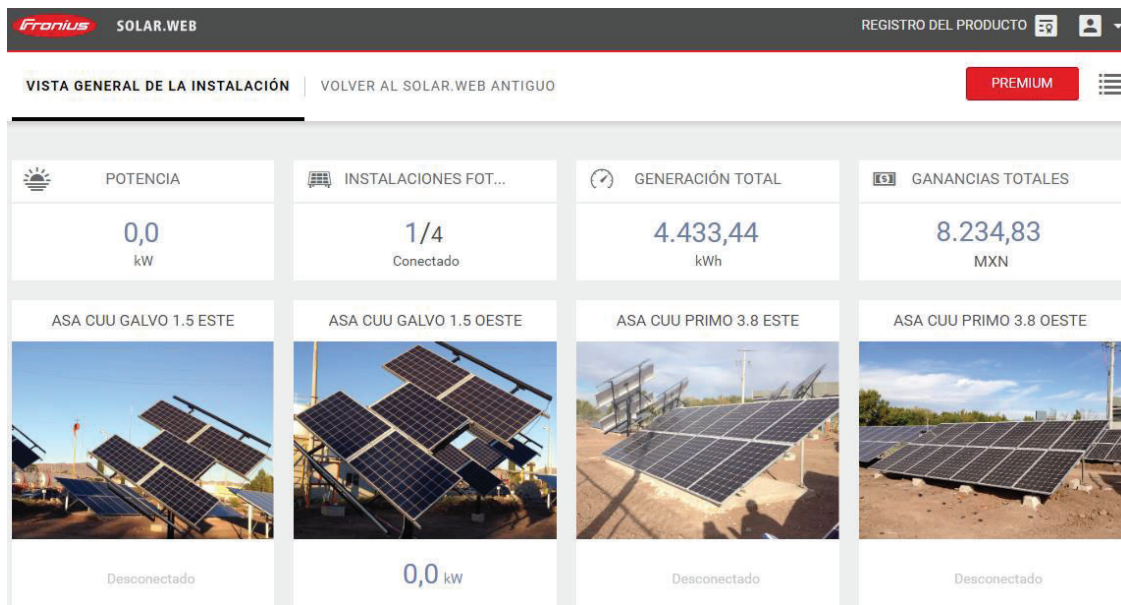 Fronius SOLAR.WEB REGISTRO DEL PRODUCTO
VISTA GENERAL DE LA INSTALACIÓN VOLVER AL SOLAR.WEB ANTIGUO PREMIUM
POTENCIA
0,0
kW
INSTALACIONES FOT...
1/4
Conectado
GENERACIÓN TOTAL
4.433,44
kWh
GANANCIAS TOTALES
8.234,83
MXN
ASA CUU GALVO 1.5 ESTE
Desconectado
ASA CUU GALVO 1.5 OESTE
0,0 kW
ASA CUU PRIMO 3.8 ESTE
Desconectado
ASA CUU PRIMO 3.8 OESTE
Desconectado